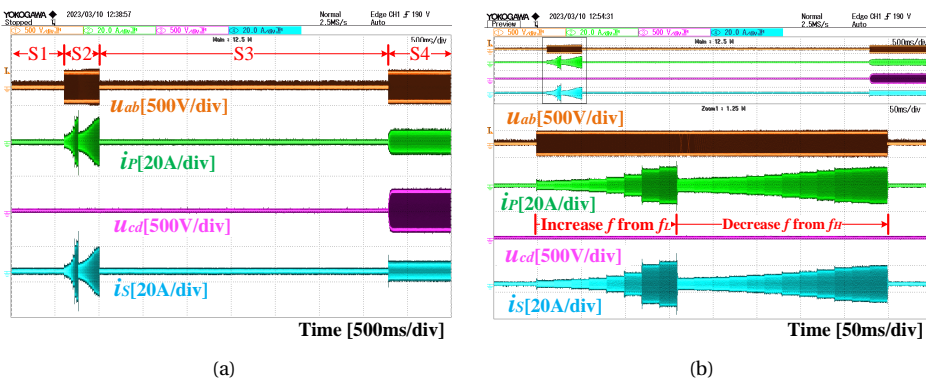 YOKOGAWA ◆ 2023/03/10 12:38:57 Normal Edge CH1 ƒ 190 V
Stopped 2.5MS/s Auto
Main : 12.5 M 500ms/div
S1 S2 S3 S4
uab[500V/div]
iP[20A/div]
ucd[500V/div]
iS[20A/div]
Time [500ms/div]
(a)
YOKOGAWA ◆ 2023/03/10 12:54:31 Normal Edge CH1 ƒ 190 V
Preview 2.5MS/s Auto
Main : 12.5 M 500ms/div
Zoom1 : 1.25 M 50ms/div
uab[500V/div]
iP[20A/div]
Increase f from fL Decrease f from fH
ucd[500V/div]
iS[20A/div]
Time [50ms/div]
(b)